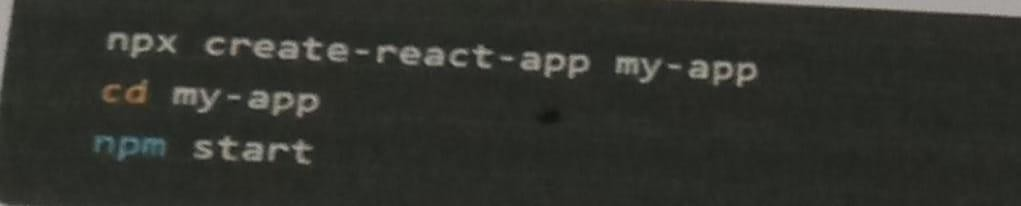 npx create-react-app my-app
cd my-app
npm start